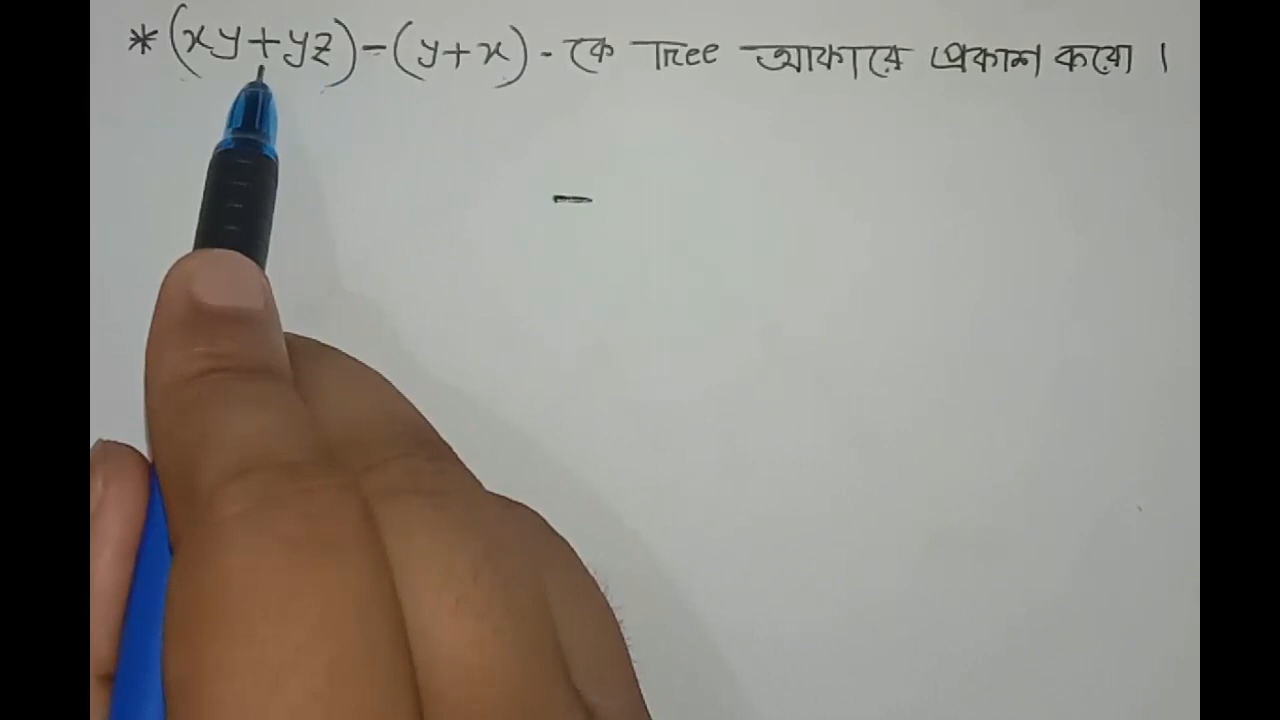 *(xy+yz)-(y+x) - কে Tree আকারে প্রকাশ করো ।
-